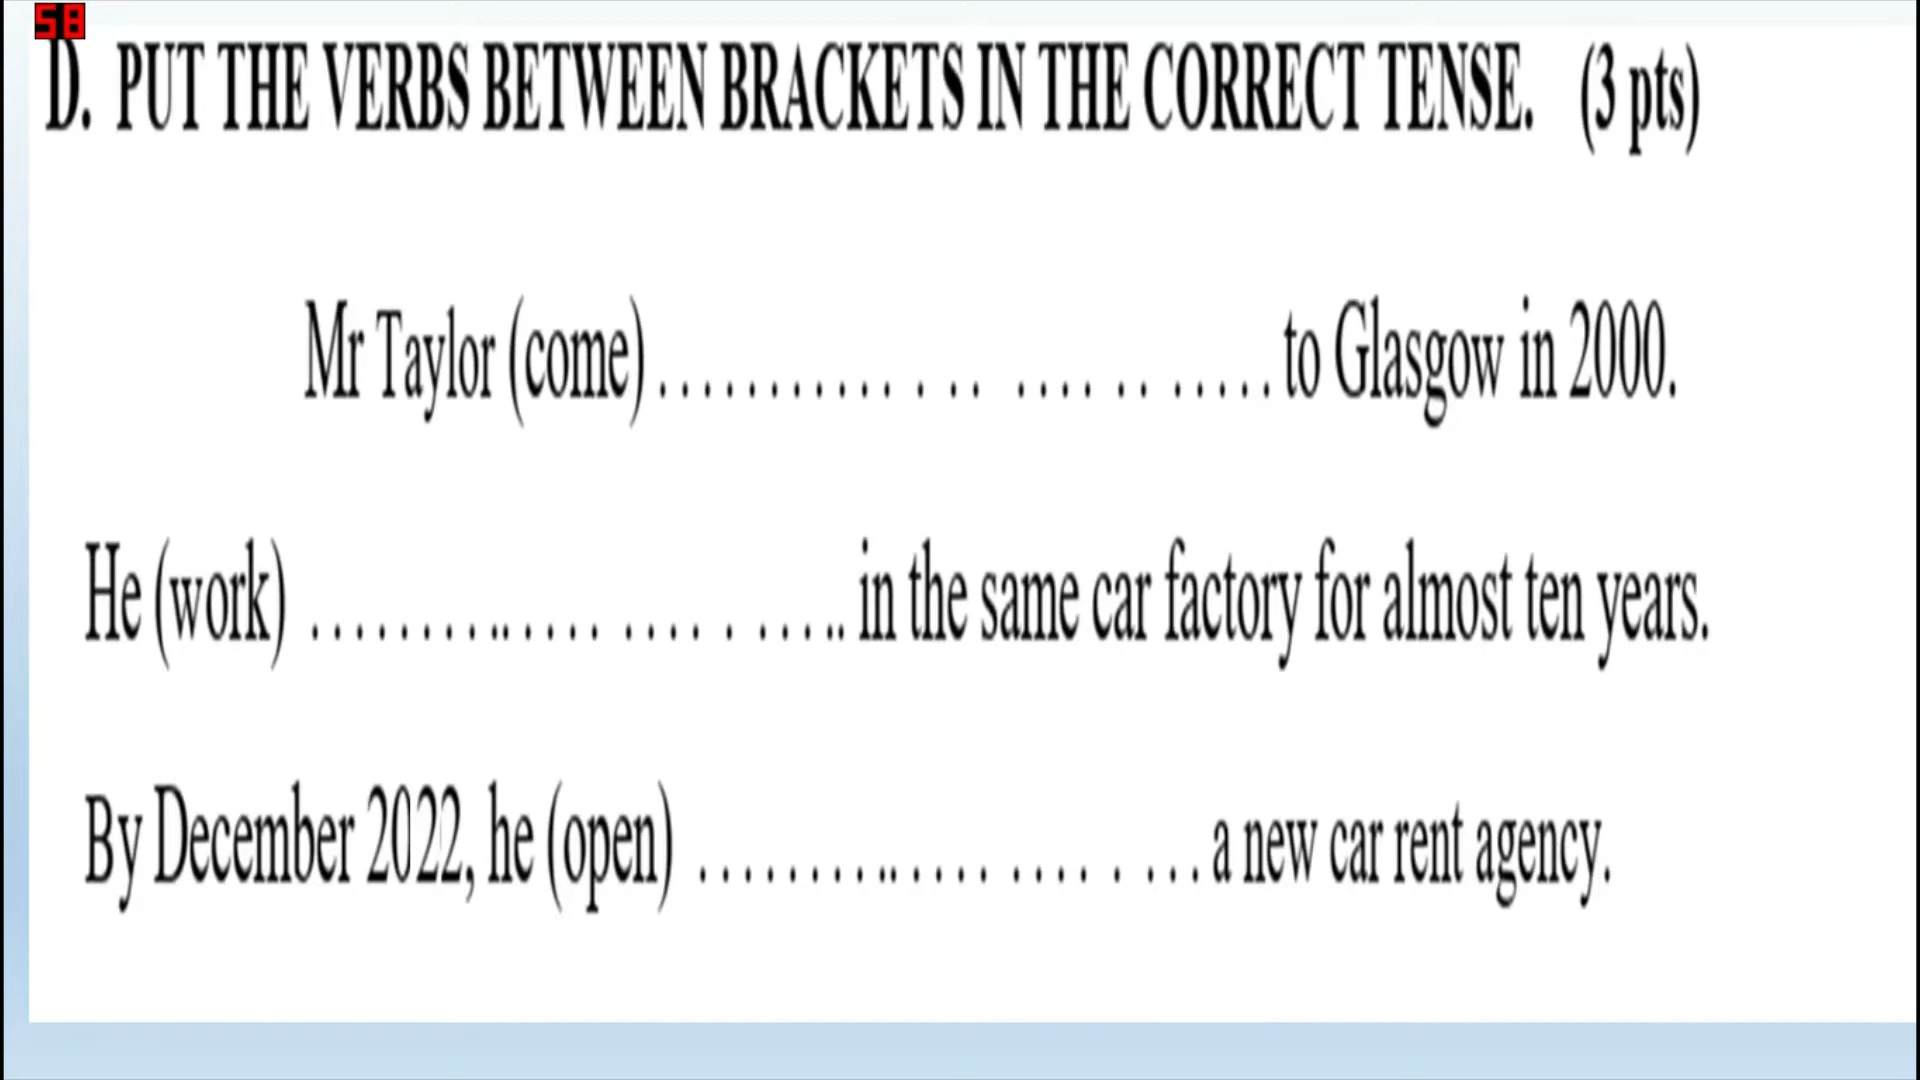 58
D. PUT THE VERBS BETWEEN BRACKETS IN THE CORRECT TENSE. (3 pts)
Mr Taylor (come) ........... . .. .... .. ..... to Glasgow in 2000.
He (work) ............... .... . ...... in the same car factory for almost ten years.
By December 2022, he (open) .............. .... . ... a new car rent agency.